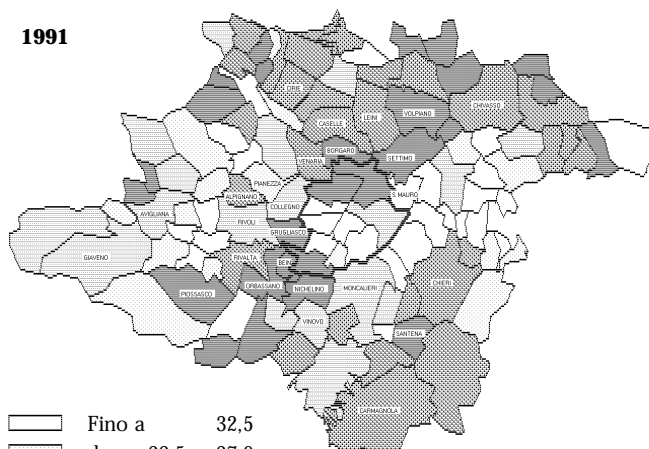 1991
CIRIE
CHIVASSO
CASELLE
LEINI
VOLPIANO
BORGARO
VENARIA
SETTIMO
PIANEZZA
ALPIGNANO
S. MAURO
COLLEGNO
AVIGLIANA
RIVOLI
GRUGLIASCO
GIAVENO
RIVALTA
BEIN
CHIERI
ORBASSANO
NICHELINO
MONCALIERI
PIOSSASCO
VINOVO
SANTENA
CARMAGNOLA
Fino a 32,5